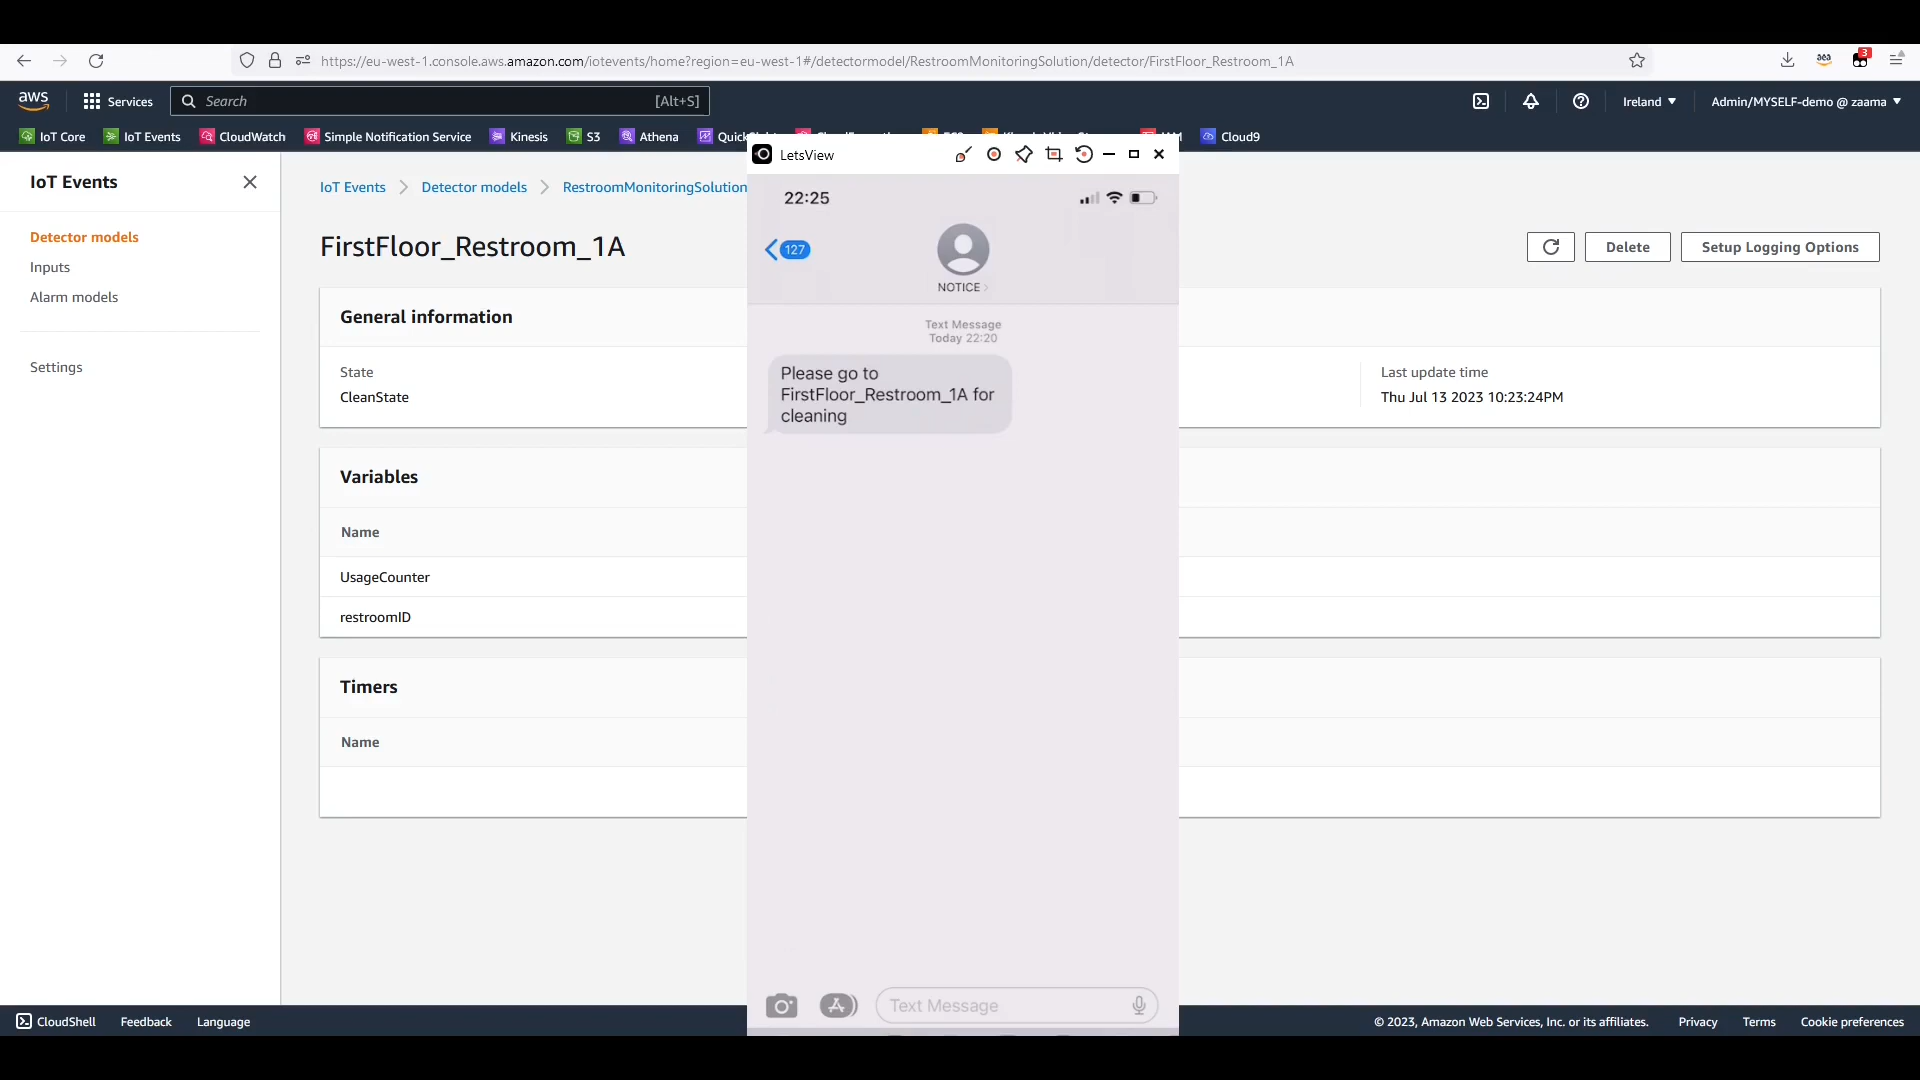 https://eu-west-1.console.aws.amazon.com/iotevents/home?region=eu-west-1#/detectormodel/RestroomMonitoringSolution/detector/FirstFloor_Restroom_1A
3
aws
Services
Search
[Alt+S]
Ireland
Admin/MYSELF-demo @ zaama
IoT Core
IoT Events
CloudWatch
Simple Notification Service
Kinesis
S3
Athena
Cloud9
IoT Events
Detector models
Inputs
Alarm models
Settings
IoT Events
Detector models
RestroomMonitoringSolution
FirstFloor_Restroom_1A
Delete
Setup Logging Options
General information
State
CleanState
Last update time
Thu Jul 13 2023 10:23:24PM
Variables
Name
UsageCounter
restroomID
Timers
Name
LetsView
22:25
127
NOTICE
Text Message
Today 22:20
Please go to
FirstFloor_Restroom_1A for
cleaning
Text Message
CloudShell
Feedback
Language
© 2023, Amazon Web Services, Inc. or its affiliates.
Privacy
Terms
Cookie preferences